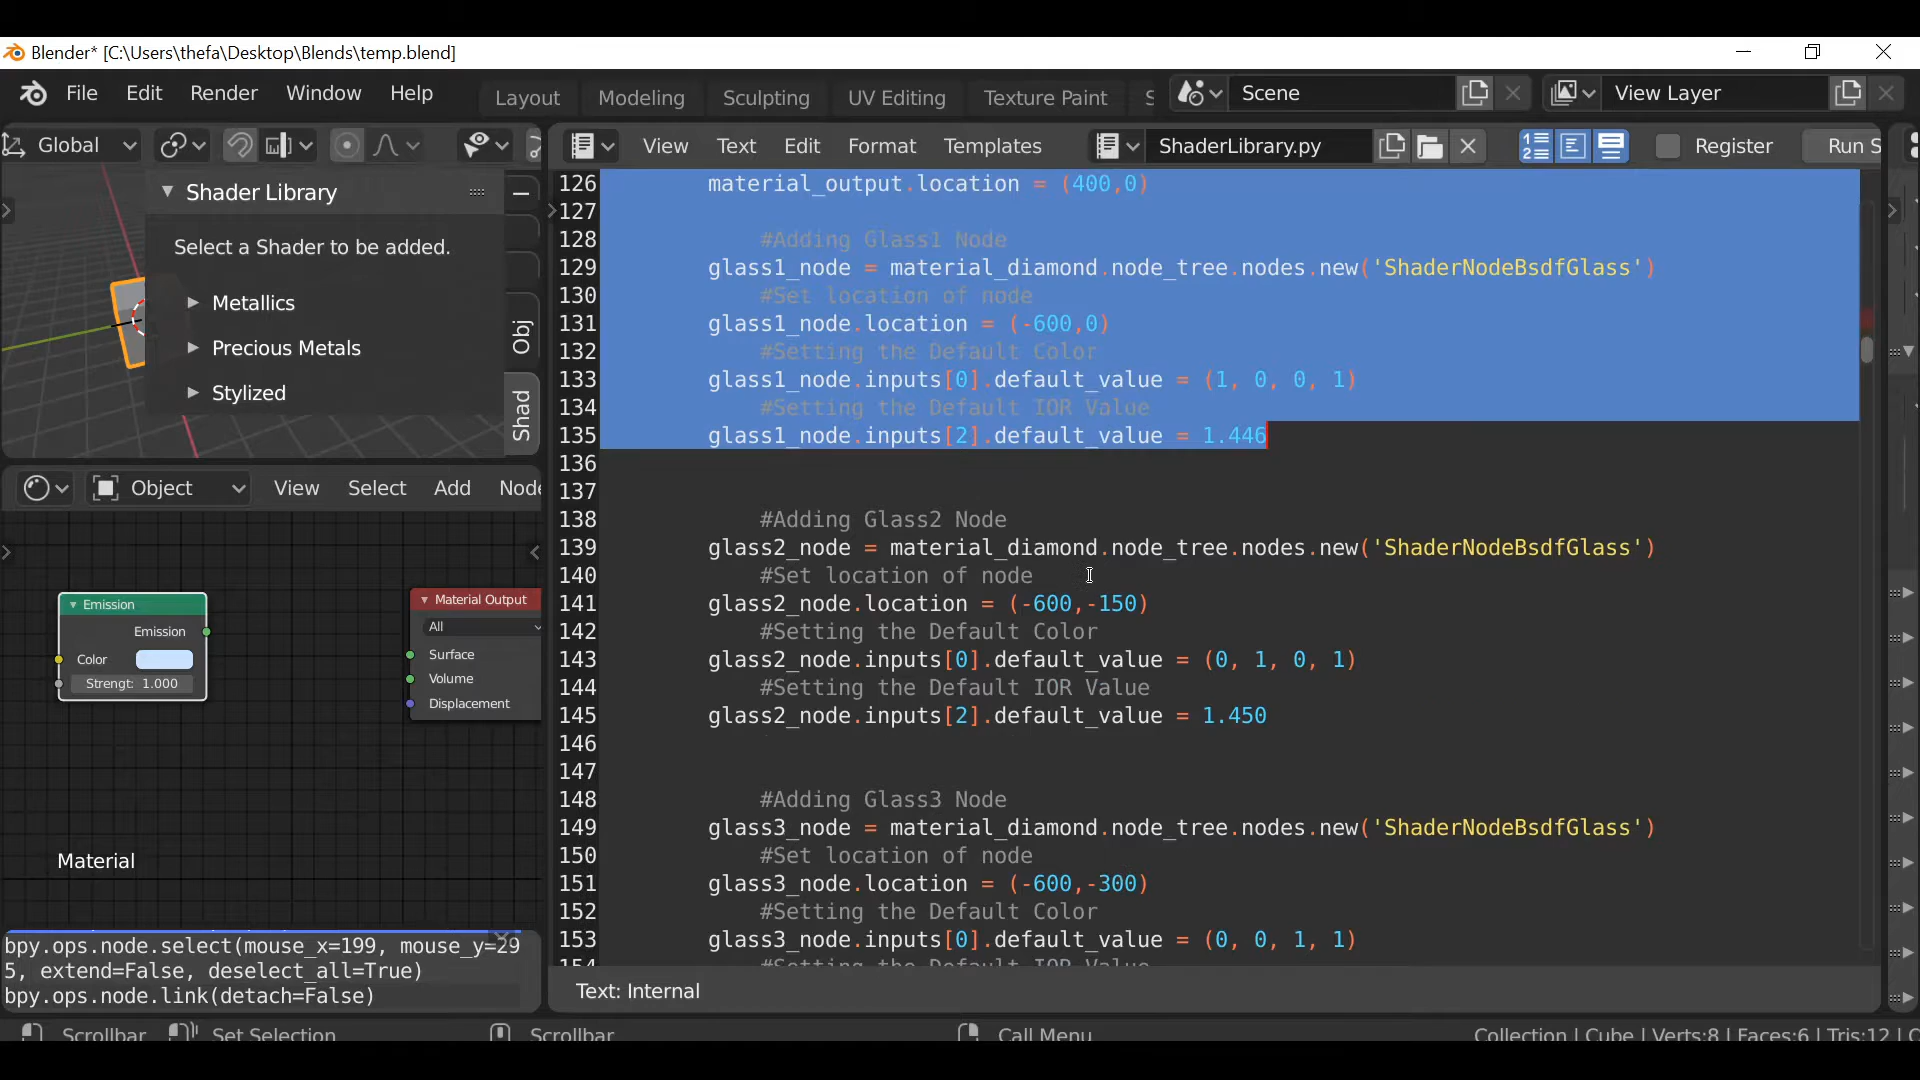 Blender* [C:\Users\thefa\Desktop\Blends\temp.blend]
File Edit Render Window Help Layout Modeling Sculpting UV Editing Texture Paint S Scene View Layer
Global View Text Edit Format Templates ShaderLibrary.py Register Run S
Shader Library
Select a Shader to be added.
Metallics
Precious Metals
Stylized
Obj
Shad
Object View Select Add Node
Emission
Emission
Color
Strengt: 1.000
Material Output
All
Surface
Volume
Displacement
Material
bpy.ops.node.select(mouse_x=199, mouse_y=29
5, extend=False, deselect_all=True)
bpy.ops.node.link(detach=False)
126 material_output.location = (400,0)
127
128 #Adding Glass1 Node
129 glass1_node = material_diamond.node_tree.nodes.new('ShaderNodeBsdfGlass')
130 #Set location of node
131 glass1_node.location = (-600,0)
132 #Setting the Default Color
133 glass1_node.inputs[0].default_value = (1, 0, 0, 1)
134 #Setting the Default IOR Value
135 glass1_node.inputs[2].default_value = 1.446
136
137
138 #Adding Glass2 Node
139 glass2_node = material_diamond.node_tree.nodes.new('ShaderNodeBsdfGlass')
140 #Set location of node
141 glass2_node.location = (-600,-150)
142 #Setting the Default Color
143 glass2_node.inputs[0].default_value = (0, 1, 0, 1)
144 #Setting the Default IOR Value
145 glass2_node.inputs[2].default_value = 1.450
146
147
148 #Adding Glass3 Node
149 glass3_node = material_diamond.node_tree.nodes.new('ShaderNodeBsdfGlass')
150 #Set location of node
151 glass3_node.location = (-600,-300)
152 #Setting the Default Color
153 glass3_node.inputs[0].default_value = (0, 0, 1, 1)
154 #Setting the Default IOR Value
Text: Internal
Scrollbar Set Selection Scrollbar Call Menu Collection | Cube | Verts:8 | Faces:6 | Tris:12 |